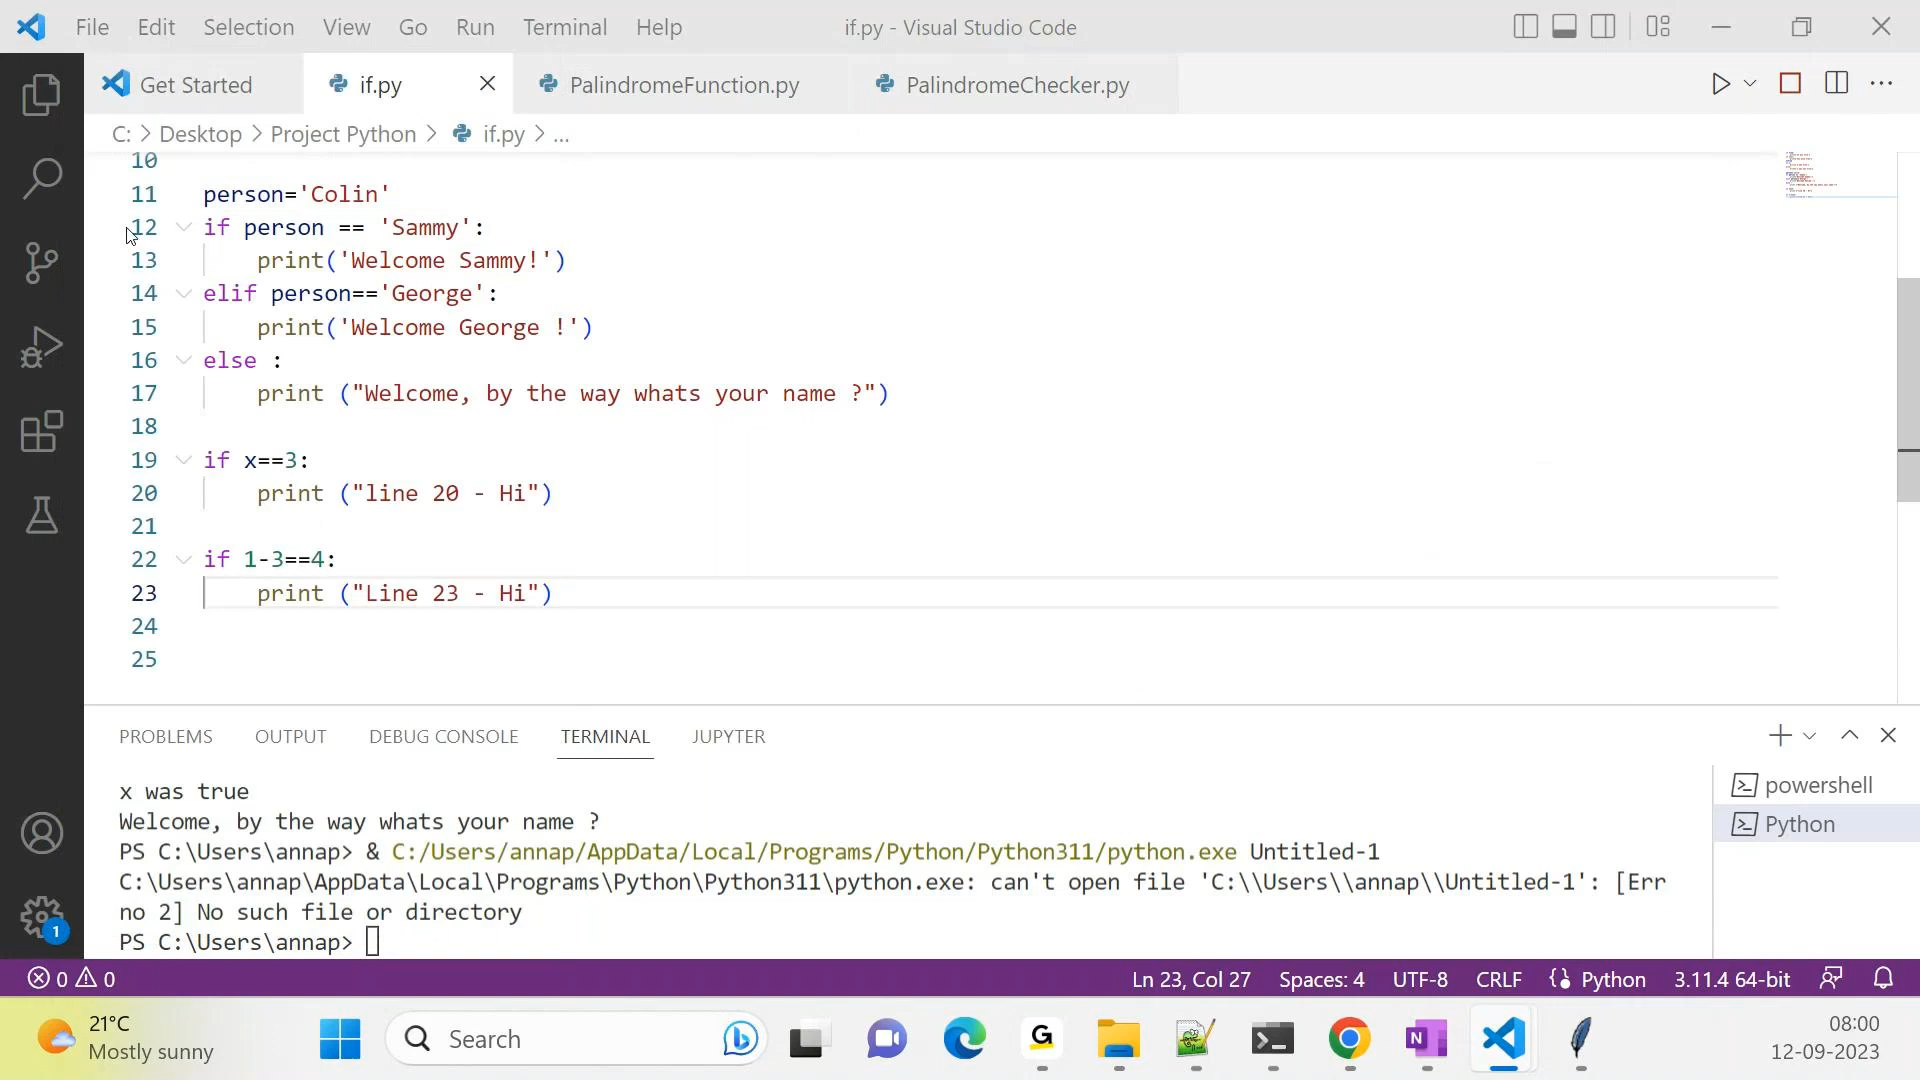 File Edit Selection View Go Run Terminal Help if.py - Visual Studio Code
Get Started if.py PalindromeFunction.py PalindromeChecker.py
C: > Desktop > Project Python > if.py > ...
10
11 person='Colin'
12 if person == 'Sammy':
13 print('Welcome Sammy!')
14 elif person=='George':
15 print('Welcome George !')
16 else :
17 print ("Welcome, by the way whats your name ?")
18
19 if x==3:
20 print ("line 20 - Hi")
21
22 if 1-3==4:
23 print ("Line 23 - Hi")
24
25
PROBLEMS OUTPUT DEBUG CONSOLE TERMINAL JUPYTER
x was true
Welcome, by the way whats your name ?
PS C:\Users\annap> & C:/Users/annap/AppData/Local/Programs/Python/Python311/python.exe Untitled-1
C:\Users\annap\AppData\Local\Programs\Python\Python311\python.exe: can't open file 'C:\\Users\\annap\\Untitled-1': [Err
no 2] No such file or directory
PS C:\Users\annap>
powershell
Python
1
0 0 Ln 23, Col 27 Spaces: 4 UTF-8 CRLF Python 3.11.4 64-bit
21°C
Mostly sunny
Search
G
N
08:00
12-09-2023